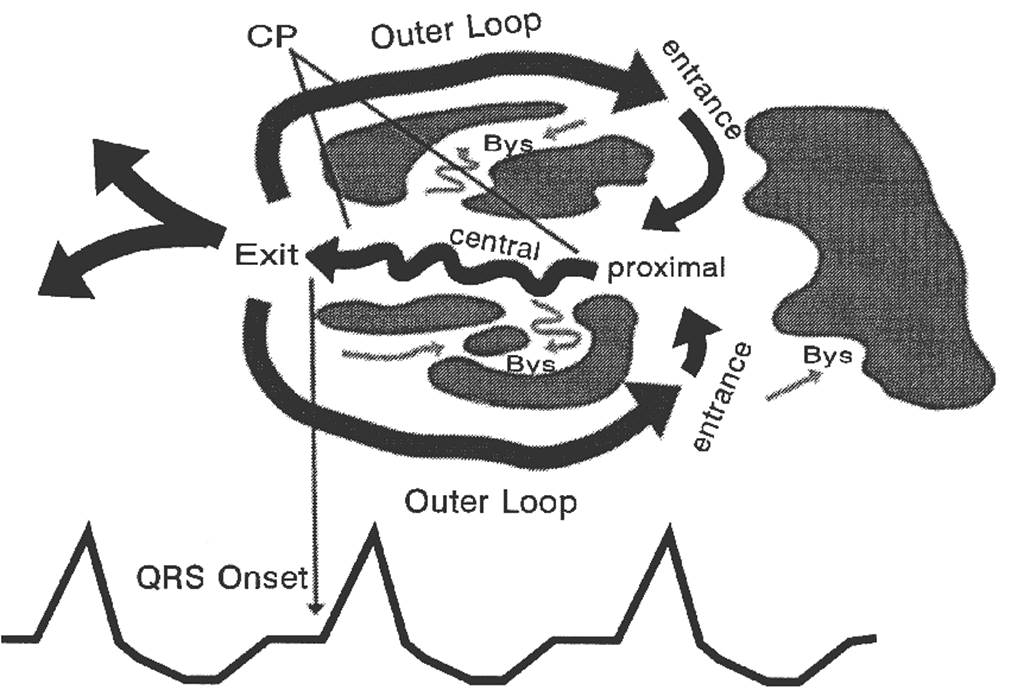 CP
Outer Loop
entrance
Bys
central
Exit
proximal
Bys
Bys
entrance
Outer Loop
QRS Onset